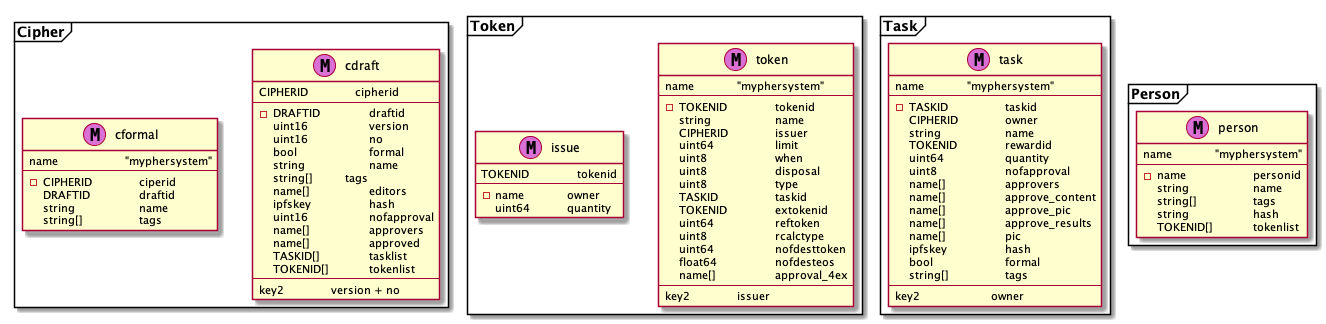 Cipher
M cformal
name "myphersystem"
CIPHERID ciperid
DRAFTID draftid
string name
string[] tags
M cdraft
CIPHERID cipherid
DRAFTID draftid
uint16 version
uint16 no
bool formal
string name
string[] tags
name[] editors
ipfskey hash
uint16 nofapproval
name[] approvers
name[] approved
TASKID[] tasklist
TOKENID[] tokenlist
key2 version + no
Token
M issue
TOKENID tokenid
name owner
uint64 quantity
M token
name "myphersystem"
TOKENID tokenid
string name
CIPHERID issuer
uint64 limit
uint8 when
uint8 disposal
uint8 type
TASKID taskid
TOKENID extokenid
uint64 reftoken
uint8 rcalctype
uint64 nofdesttoken
float64 nofdesteos
name[] approval_4ex
key2 issuer
Task
M task
name "myphersystem"
TASKID taskid
CIPHERID owner
string name
TOKENID rewardid
uint64 quantity
uint8 nofapproval
name[] approvers
name[] approve_content
name[] approve_pic
name[] approve_results
name[] pic
ipfskey hash
bool formal
string[] tags
key2 owner
Person
M person
name "myphersystem"
name personid
string name
string[] tags
string hash
TOKENID[] tokenlist